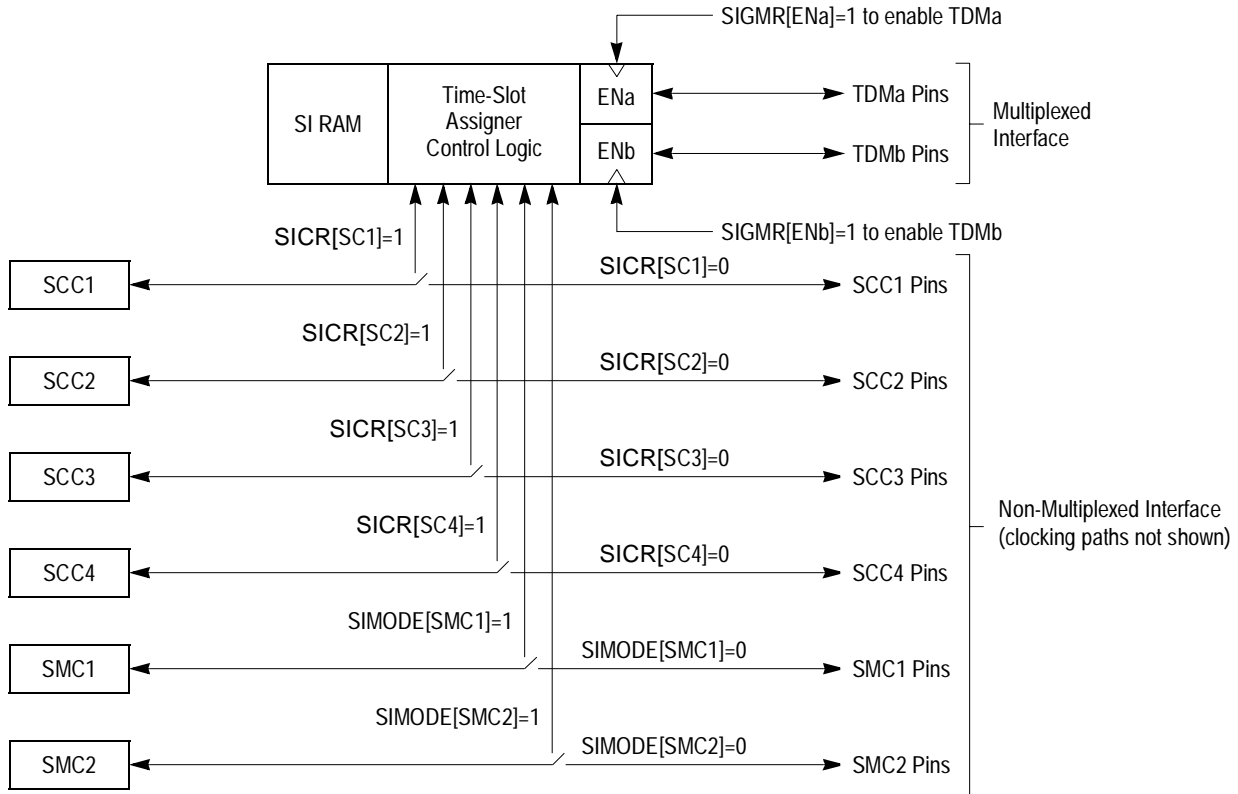 SIGMR[ENa]=1 to enable TDMa
SI RAM
Time-Slot
Assigner
Control Logic
ENa
ENb
TDMa Pins
TDMb Pins
Multiplexed
Interface
SIGMR[ENb]=1 to enable TDMb
SICR[SC1]=1
SCC1
SICR[SC1]=0
SCC1 Pins
SICR[SC2]=1
SCC2
SICR[SC2]=0
SCC2 Pins
SICR[SC3]=1
SCC3
SICR[SC3]=0
SCC3 Pins
SICR[SC4]=1
SCC4
SICR[SC4]=0
SCC4 Pins
Non-Multiplexed Interface
(clocking paths not shown)
SIMODE[SMC1]=1
SMC1
SIMODE[SMC1]=0
SMC1 Pins
SIMODE[SMC2]=1
SMC2
SIMODE[SMC2]=0
SMC2 Pins